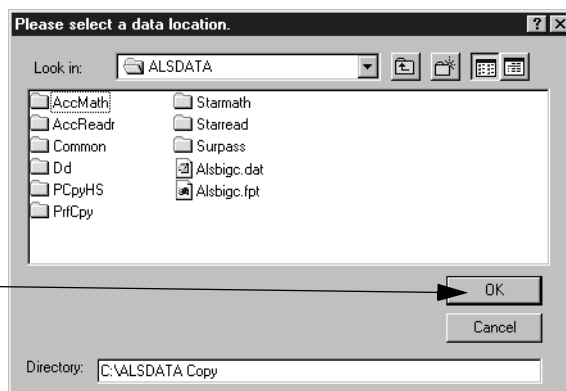 Please select a data location.
Look in: ALSDATA
AccMath
AccReadr
Common
Dd
PCpyHS
PrfCpy
Starmath
Starread
Surpass
Alsbigc.dat
Alsbigc.fpt
OK
Cancel
Directory: C:\ALSDATA Copy